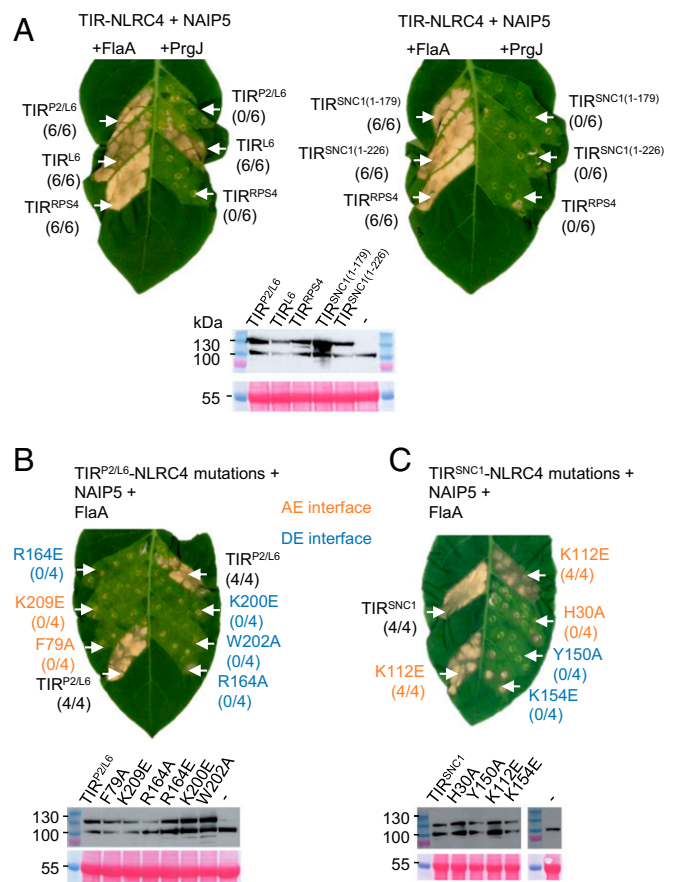 A
TIR-NLRC4 + NAIP5
+FlaA +PrgJ
TIR^P2/L6
(6/6)
TIR^L6
(6/6)
TIR^RPS4
(6/6)
TIR^P2/L6
(0/6)
TIR^L6
(6/6)
TIR^RPS4
(0/6)
TIR-NLRC4 + NAIP5
+FlaA +PrgJ
TIR^SNC1(1-179)
(6/6)
TIR^SNC1(1-226)
(6/6)
TIR^RPS4
(6/6)
TIR^SNC1(1-179)
(0/6)
TIR^SNC1(1-226)
(0/6)
TIR^RPS4
(0/6)
TIR^P2/L6 TIR^L6 TIR^RPS4 TIR^SNC1(1-179) TIR^SNC1(1-226) -
kDa
130
100
55
B
TIR^P2/L6-NLRC4 mutations +
NAIP5 +
FlaA
AE interface
DE interface
R164E
(0/4)
K209E
(0/4)
F79A
(0/4)
TIR^P2/L6
(4/4)
TIR^P2/L6
(4/4)
K200E
(0/4)
W202A
(0/4)
R164A
(0/4)
TIR^P2/L6 F79A K209E R164A R164E K200E W202A -
130
100
55
C
TIR^SNC1-NLRC4 mutations +
NAIP5 +
FlaA
TIR^SNC1
(4/4)
K112E
(4/4)
K112E
(4/4)
H30A
(0/4)
Y150A
(0/4)
K154E
(0/4)
TIR^SNC1 H30A Y150A K112E K154E -
130
100
55